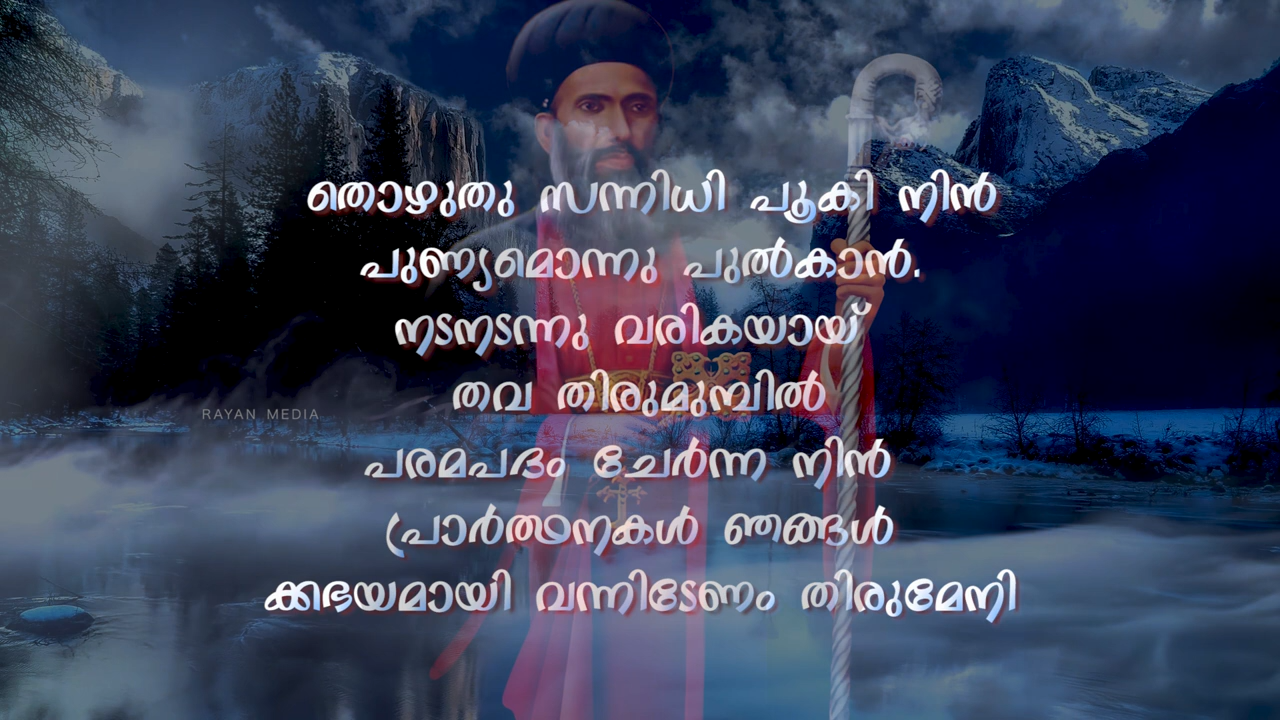 തൊഴുതു സന്നിധി പൂകി നിൻ
പുണ്യമൊന്നു പുൽകാൻ.
നടനടന്നു വരികയായ്
തവ തിരുമുമ്പിൽ
RAYAN MEDIA
പരമപദം ചേർന്ന നിൻ
പ്രാർത്ഥനകൾ ഞങ്ങൾ
ക്കഭയമായി വന്നിടേണം തിരുമേനി